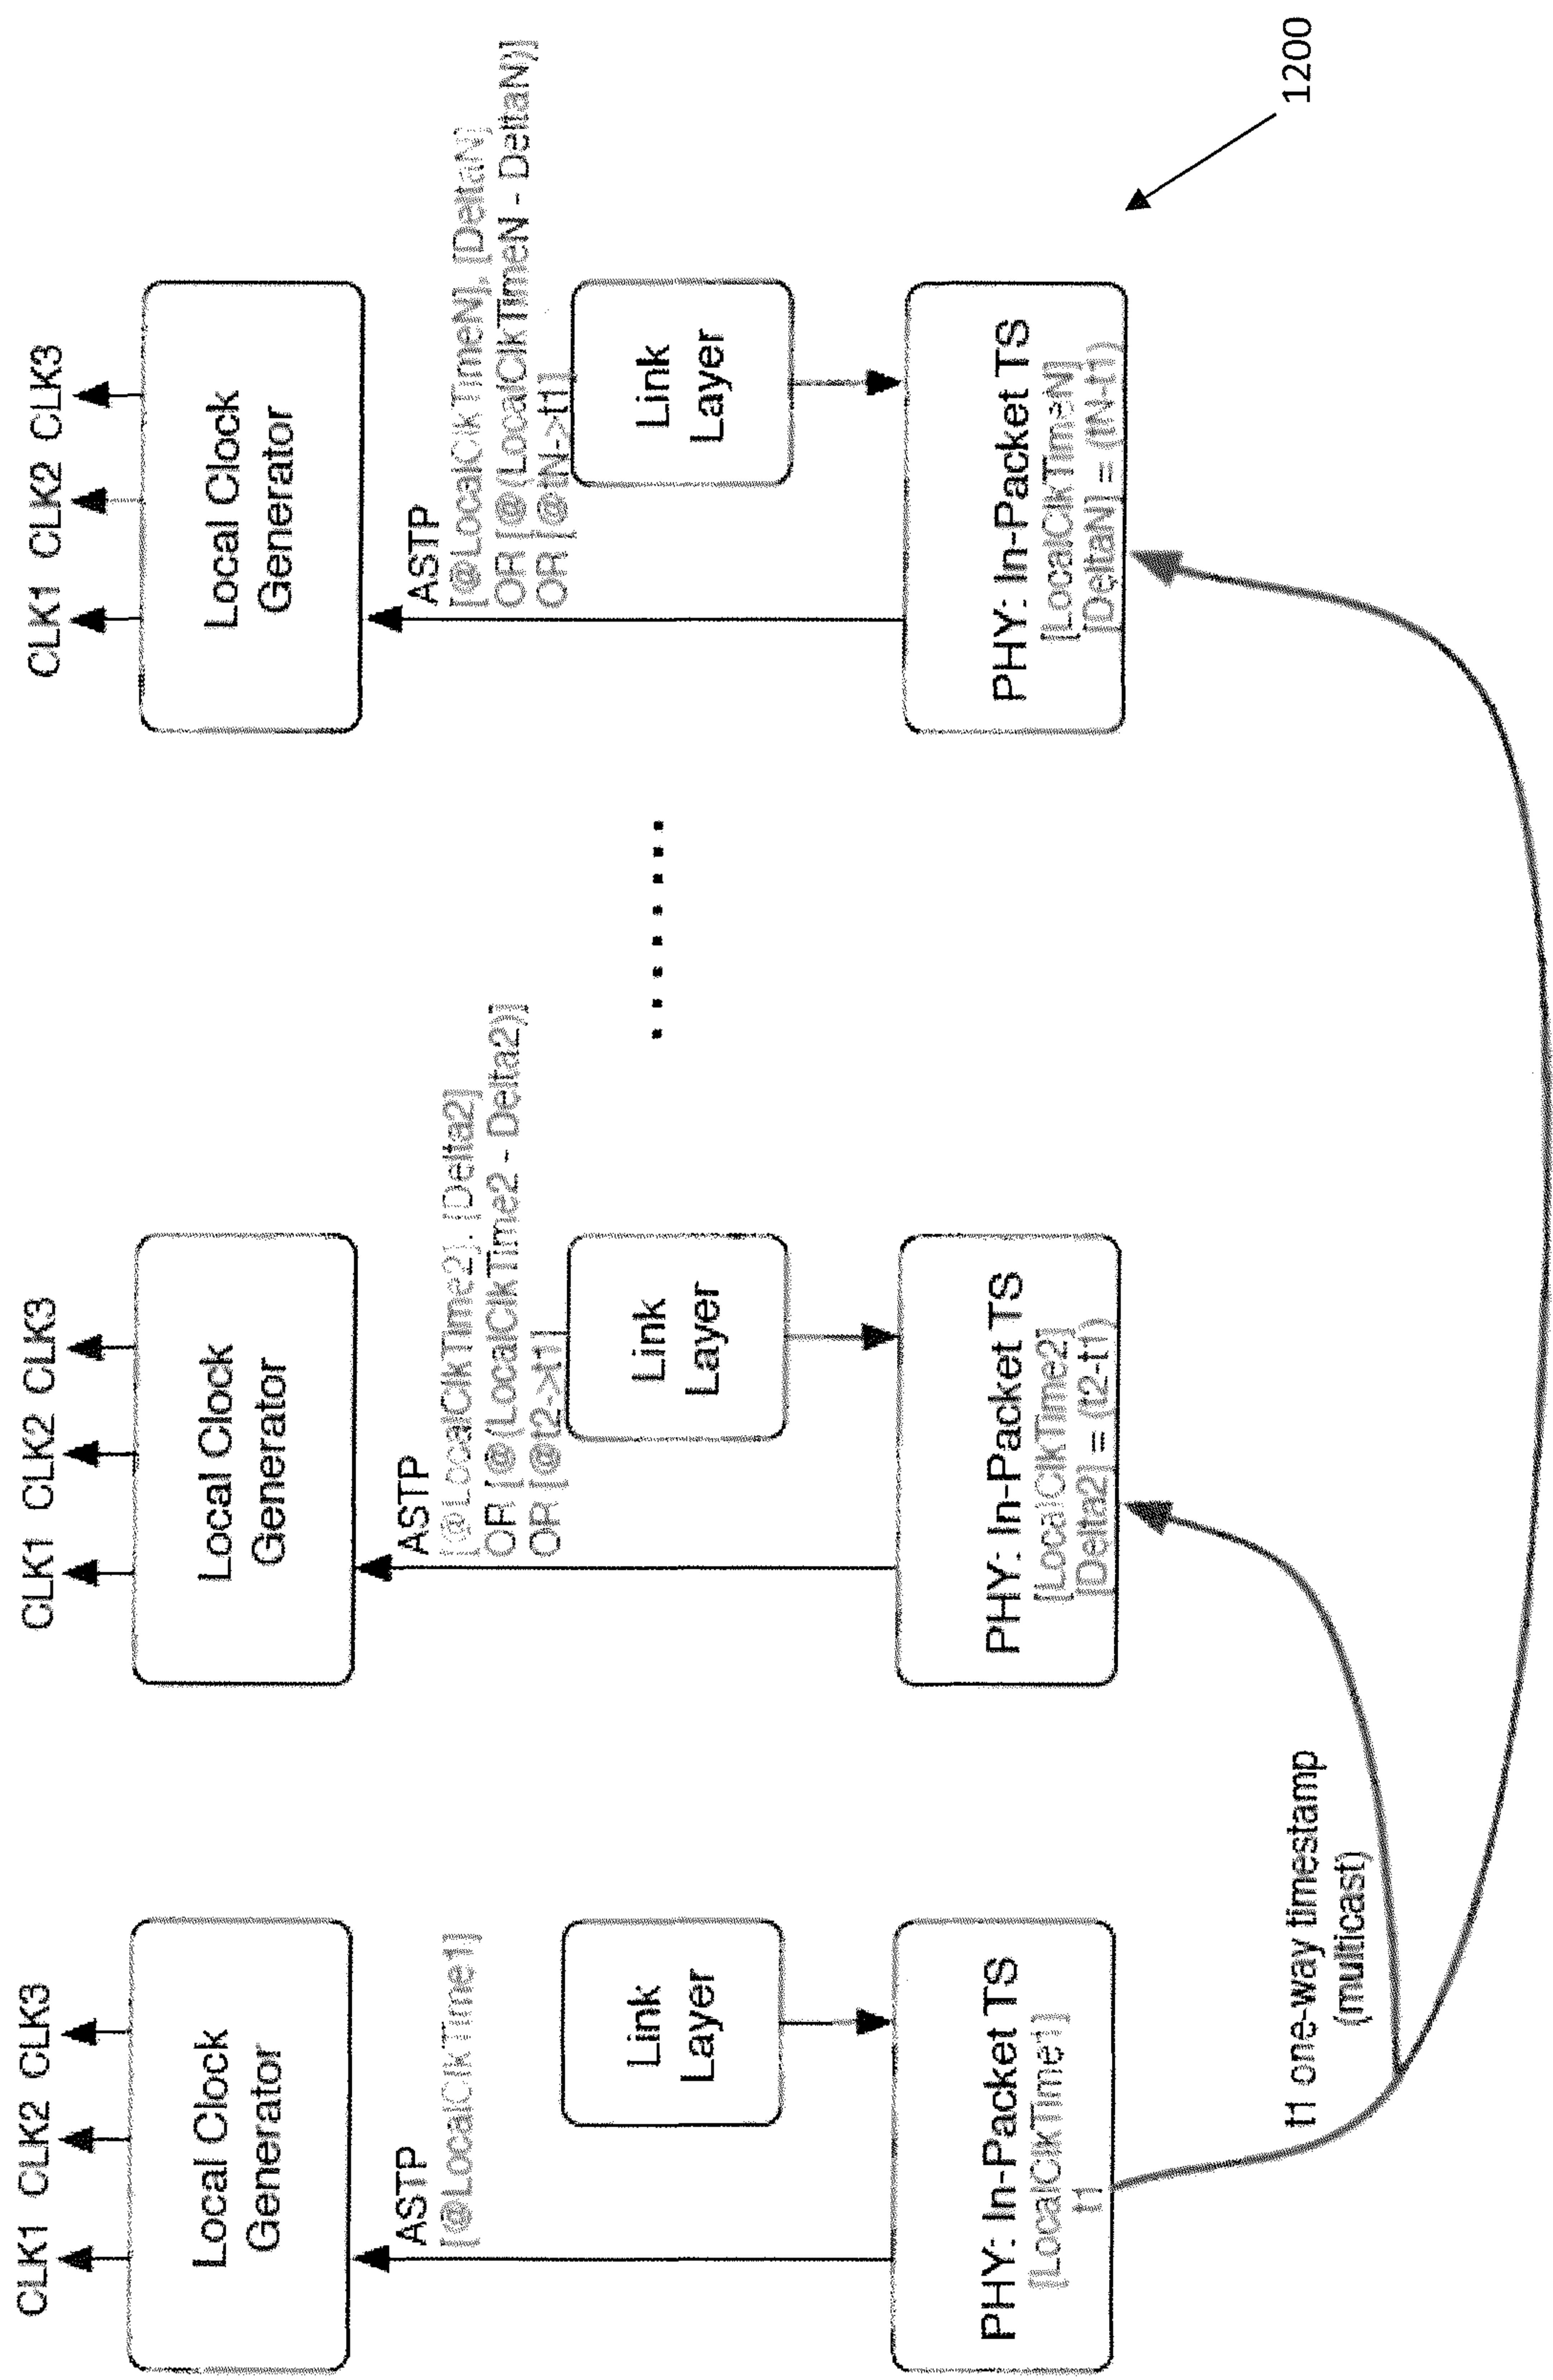 CLK1 CLK2 CLK3
Local Clock
Generator
ASTP
[@LocalClkTime1]
Link
Layer
PHY: In-Packet TS
[LocalClkTime1]
t1
t1 one-way timestamp
(multicast)
CLK1 CLK2 CLK3
Local Clock
Generator
ASTP
[@LocalClkTime2], [Delta2]
OR [@(LocalClkTime2 - Delta2)]
OR [@t2->t1]
Link
Layer
PHY: In-Packet TS
[LocalClkTime2]
[Delta2] = (t2-t1)
........
CLK1 CLK2 CLK3
Local Clock
Generator
ASTP
[@LocalClkTimeN], [DeltaN]
OR [@(LocalClkTimeN - DeltaN)]
OR [@tN->t1]
Link
Layer
PHY: In-Packet TS
[LocalClkTimeN]
[DeltaN] = (tN-t1)
1200